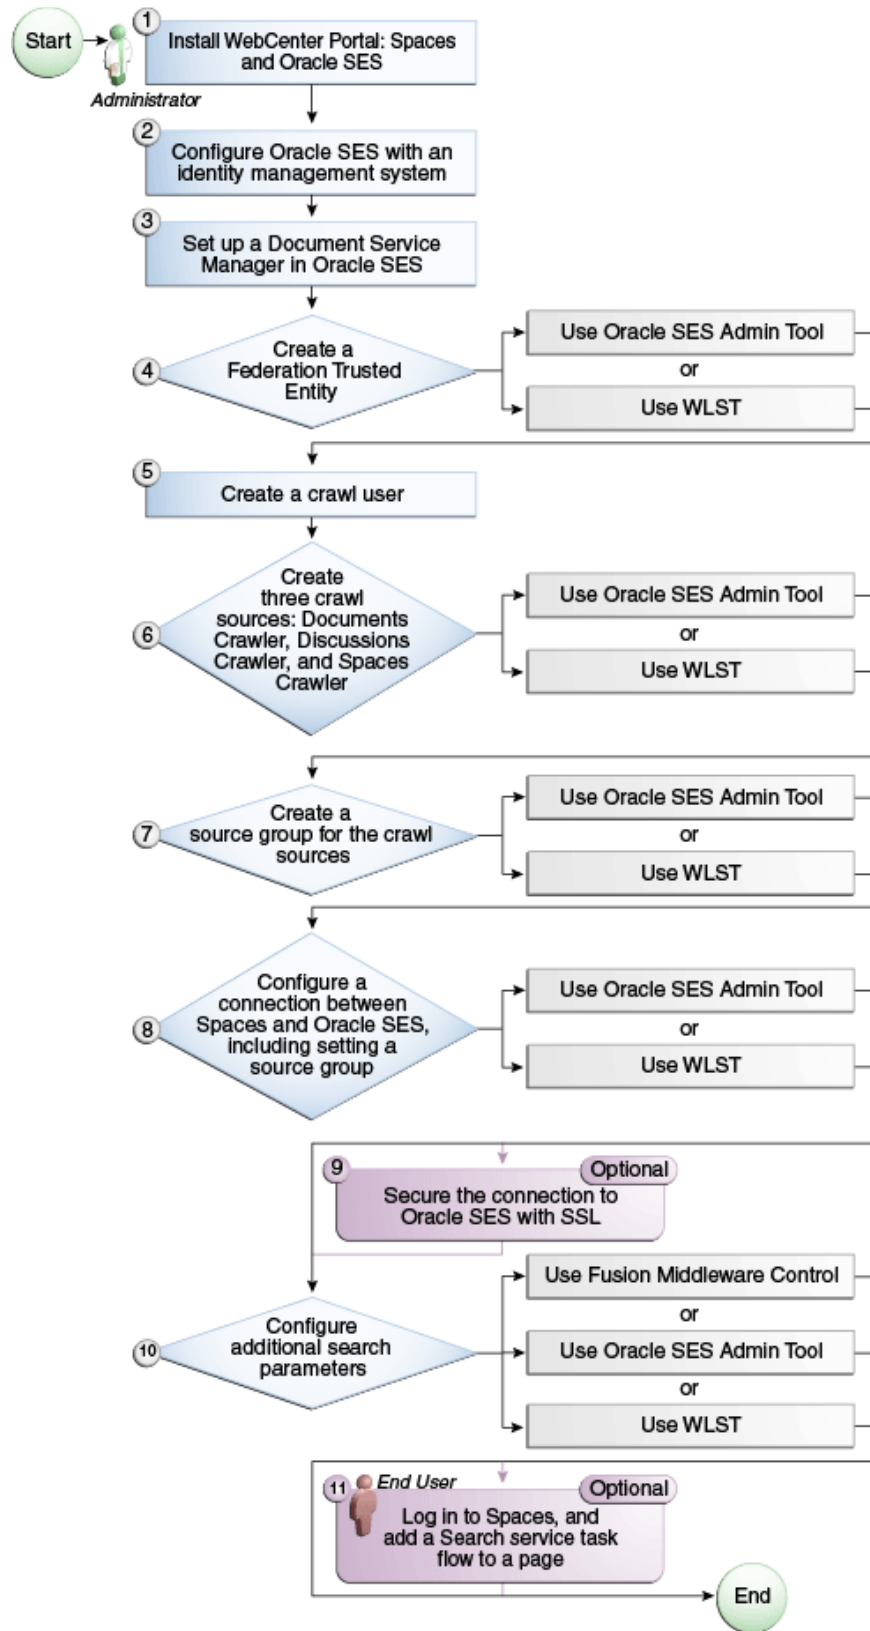 Start
1
Install WebCenter Portal: Spaces
and Oracle SES
Administrator
2
Configure Oracle SES with an
identity management system
3
Set up a Document Service
Manager in Oracle SES
4
Create a
Federation Trusted
Entity
Use Oracle SES Admin Tool
or
Use WLST
5
Create a crawl user
6
Create
three crawl
sources: Documents
Crawler, Discussions
Crawler, and Spaces
Crawler
Use Oracle SES Admin Tool
or
Use WLST
7
Create a
source group for the crawl
sources
Use Oracle SES Admin Tool
or
Use WLST
8
Configure a
connection between
Spaces and Oracle SES,
including setting a
source group
Use Oracle SES Admin Tool
or
Use WLST
9
Optional
Secure the connection to
Oracle SES with SSL
10
Configure
additional search
parameters
Use Fusion Middleware Control
or
Use Oracle SES Admin Tool
or
Use WLST
11
End User
Optional
Log in to Spaces, and
add a Search service task
flow to a page
End